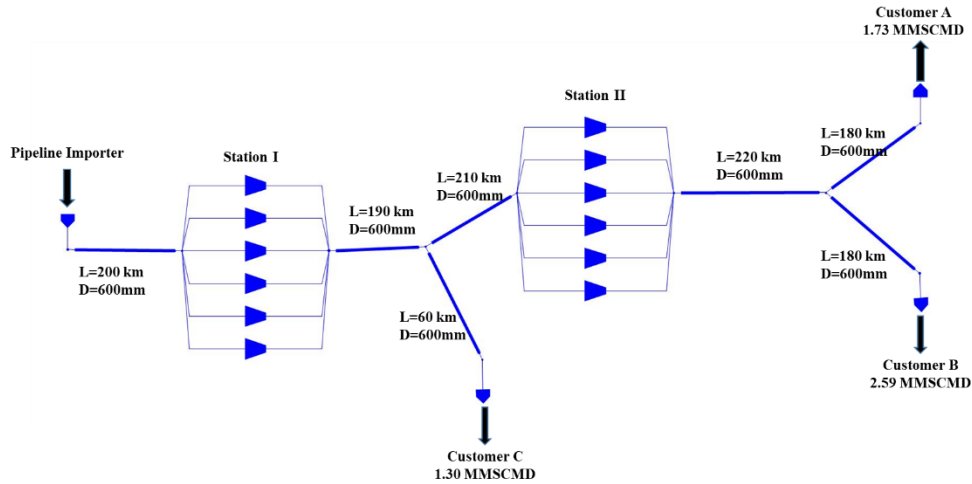 Customer A
1.73 MMSCMD
Station II
Pipeline Importer
Station I
L=220 km
D=600mm
L=180 km
D=600mm
L=210 km
D=600mm
L=190 km
D=600mm
L=180 km
D=600mm
L=200 km
D=600mm
L=60 km
D=600mm
Customer B
2.59 MMSCMD
Customer C
1.30 MMSCMD